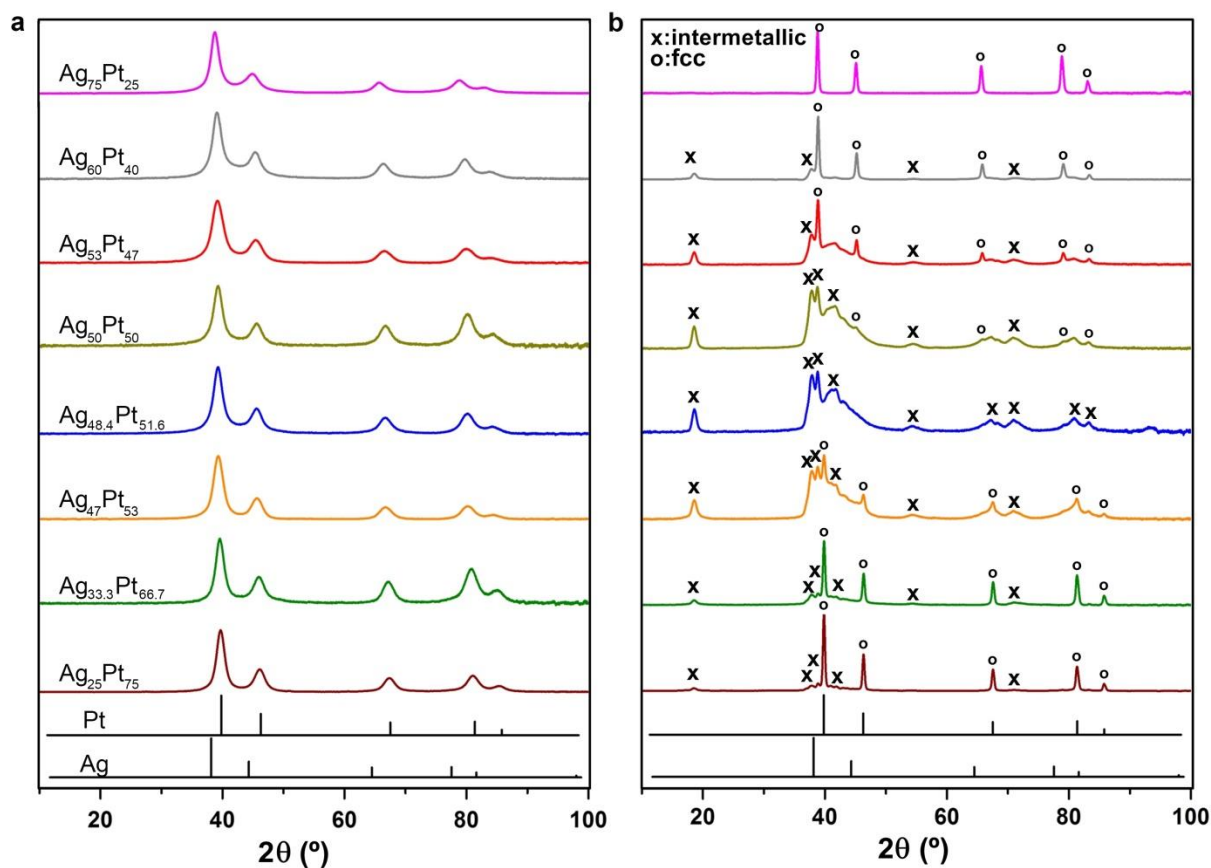 a
Ag75Pt25
Ag60Pt40
Ag53Pt47
Ag50Pt50
Ag48.4Pt51.6
Ag47Pt53
Ag33.3Pt66.7
Ag25Pt75
Pt
Ag
20 40 60 80 100
2θ (º)
b
x:intermetallic
o:fcc
o o o o o
x x o o x o x o o
x x o o x o x o o
x x x x o x o x o o
x x x x x x x x x
x x x o x o x o x o o
x x x o x o x o x o o
x x x o x o o x o o
20 40 60 80 100
2θ (º)